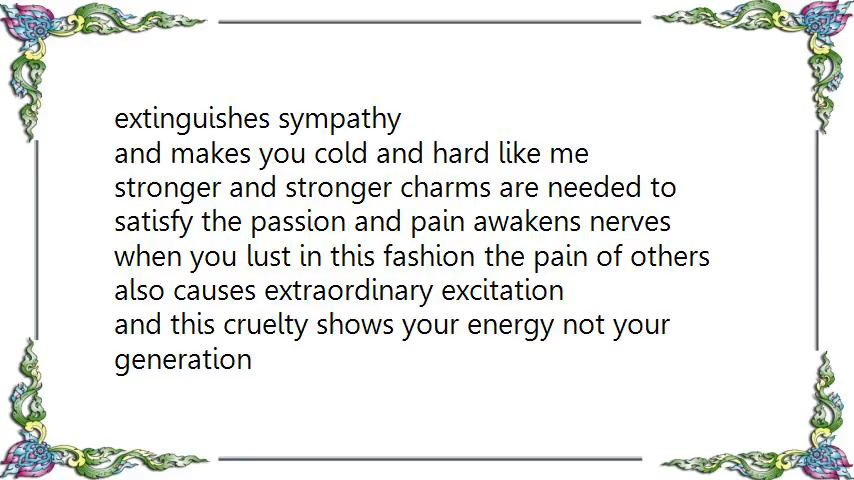 extinguishes sympathy
and makes you cold and hard like me
stronger and stronger charms are needed to
satisfy the passion and pain awakens nerves
when you lust in this fashion the pain of others
also causes extraordinary excitation
and this cruelty shows your energy not your
generation